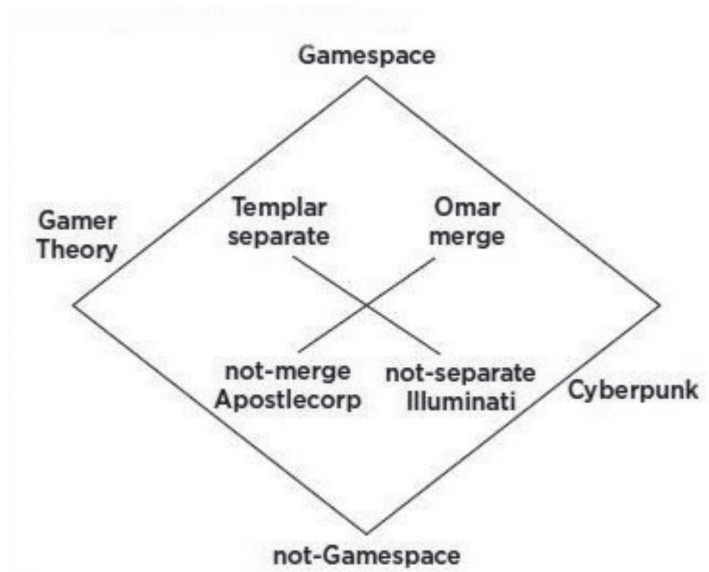 Gamespace
Templar
separate
Omar
merge
Gamer
Theory
not-merge
Apostlecorp
not-separate
Illuminati
Cyberpunk
not-Gamespace